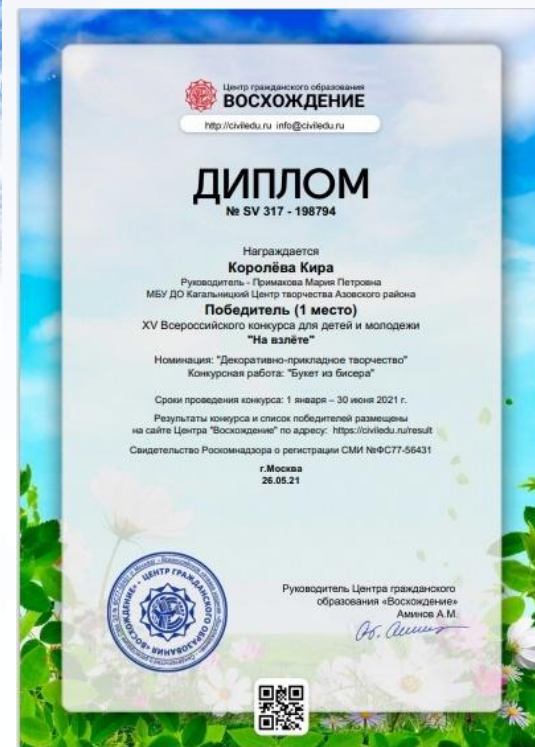 Центр гражданского образования
ВОСХОЖДЕНИЕ
http://civiledu.ru info@civiledu.ru
ДИПЛОМ
№ SV 317 - 198794
Награждается
Королёва Кира
Руководитель - Примакова Мария Петровна
МБУ ДО Кагальницкий Центр творчества Азовского района
Победитель (1 место)
XV Всероссийского конкурса для детей и молодежи
"На взлёте"
Номинация: "Декоративно-прикладное творчество"
Конкурсная работа: "Букет из бисера"
Сроки проведения конкурса: 1 января – 30 июня 2021 г.
Результаты конкурса и список победителей размещены
на сайте Центра "Восхождение" по адресу: https://civiledu.ru/result
Свидетельство Роскомнадзора о регистрации СМИ №ФС77-56431
г.Москва
26.05.21
ЦЕНТР ГРАЖДАНСКОГО ОБРАЗОВАНИЯ «ВОСХОЖДЕНИЕ»
Руководитель Центра гражданского
образования «Восхождение»
Аминов А.М.